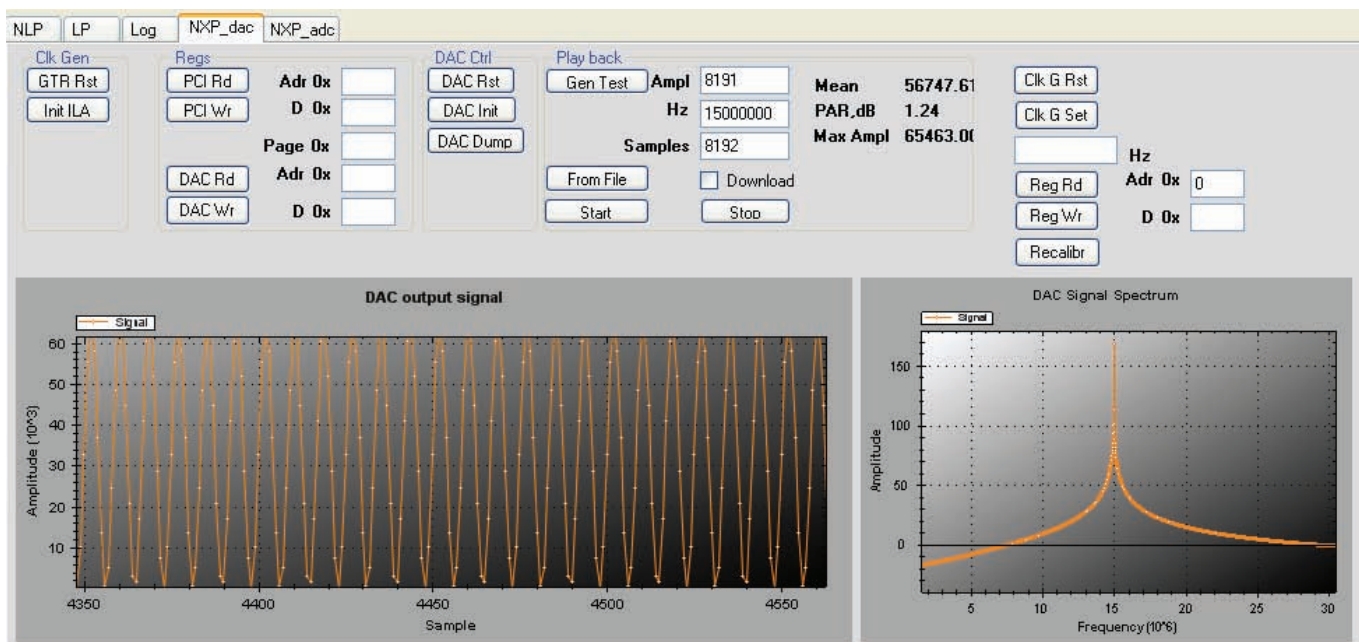 NLP LP Log NXP_dac NXP_adc
Clk Gen Regs DAC Ctrl Play back
GTR Rst PCI Rd Adr 0x DAC Rst Gen Test Ampl 8191 Mean 56747.61 Clk G Rst
Init ILA PCI Wr D 0x DAC Init Hz 15000000 PAR,dB 1.24 Clk G Set
Page 0x DAC Dump Samples 8192 Max Ampl 65463.00
Hz
DAC Rd Adr 0x From File Download Reg Rd Adr 0x 0
DAC Wr D 0x Start Stop Reg Wr D 0x
Recalibr
DAC output signal
Signal
60
50
40
30
20
10
Amplitude (10^3)
4350 4400 4450 4500 4550
Sample
DAC Signal Spectrum
Signal
150
100
50
0
Amplitude
5 10 15 20 25 30
Frequency (10^6)